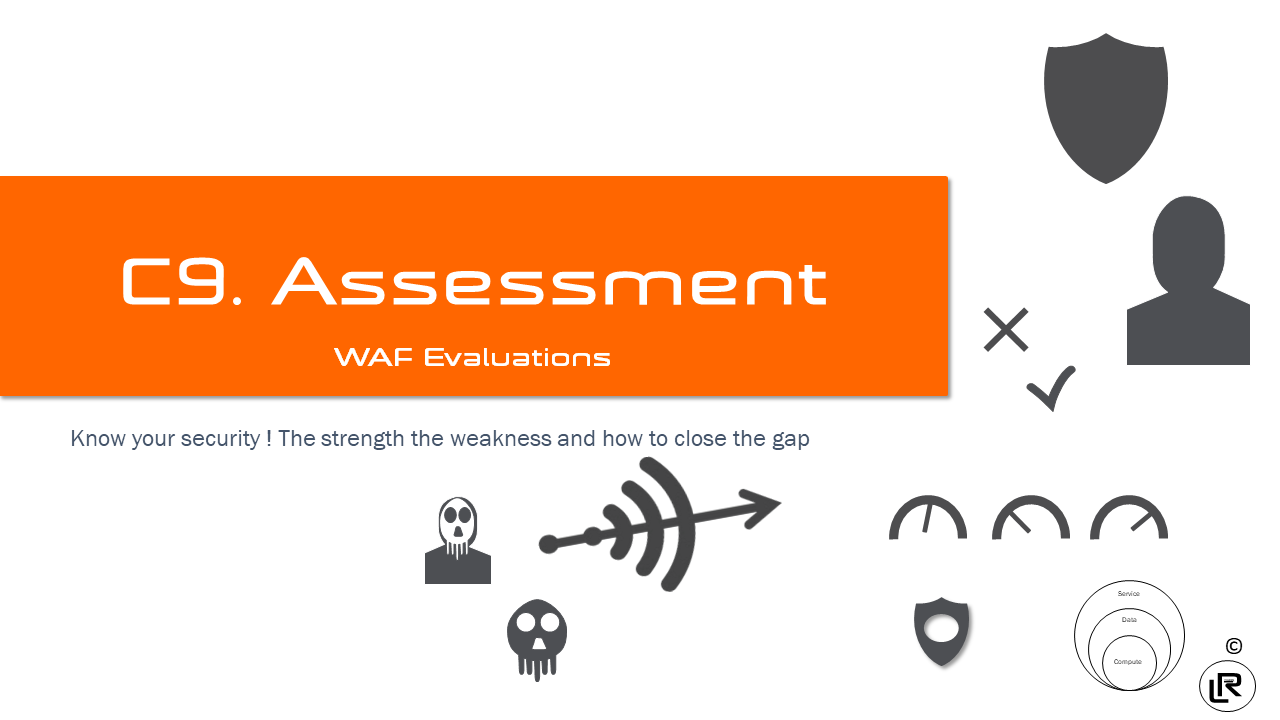 C9. Assessment
WAF Evaluations
Know your security ! The strength the weakness and how to close the gap
Service
Data
Compute
©
LR